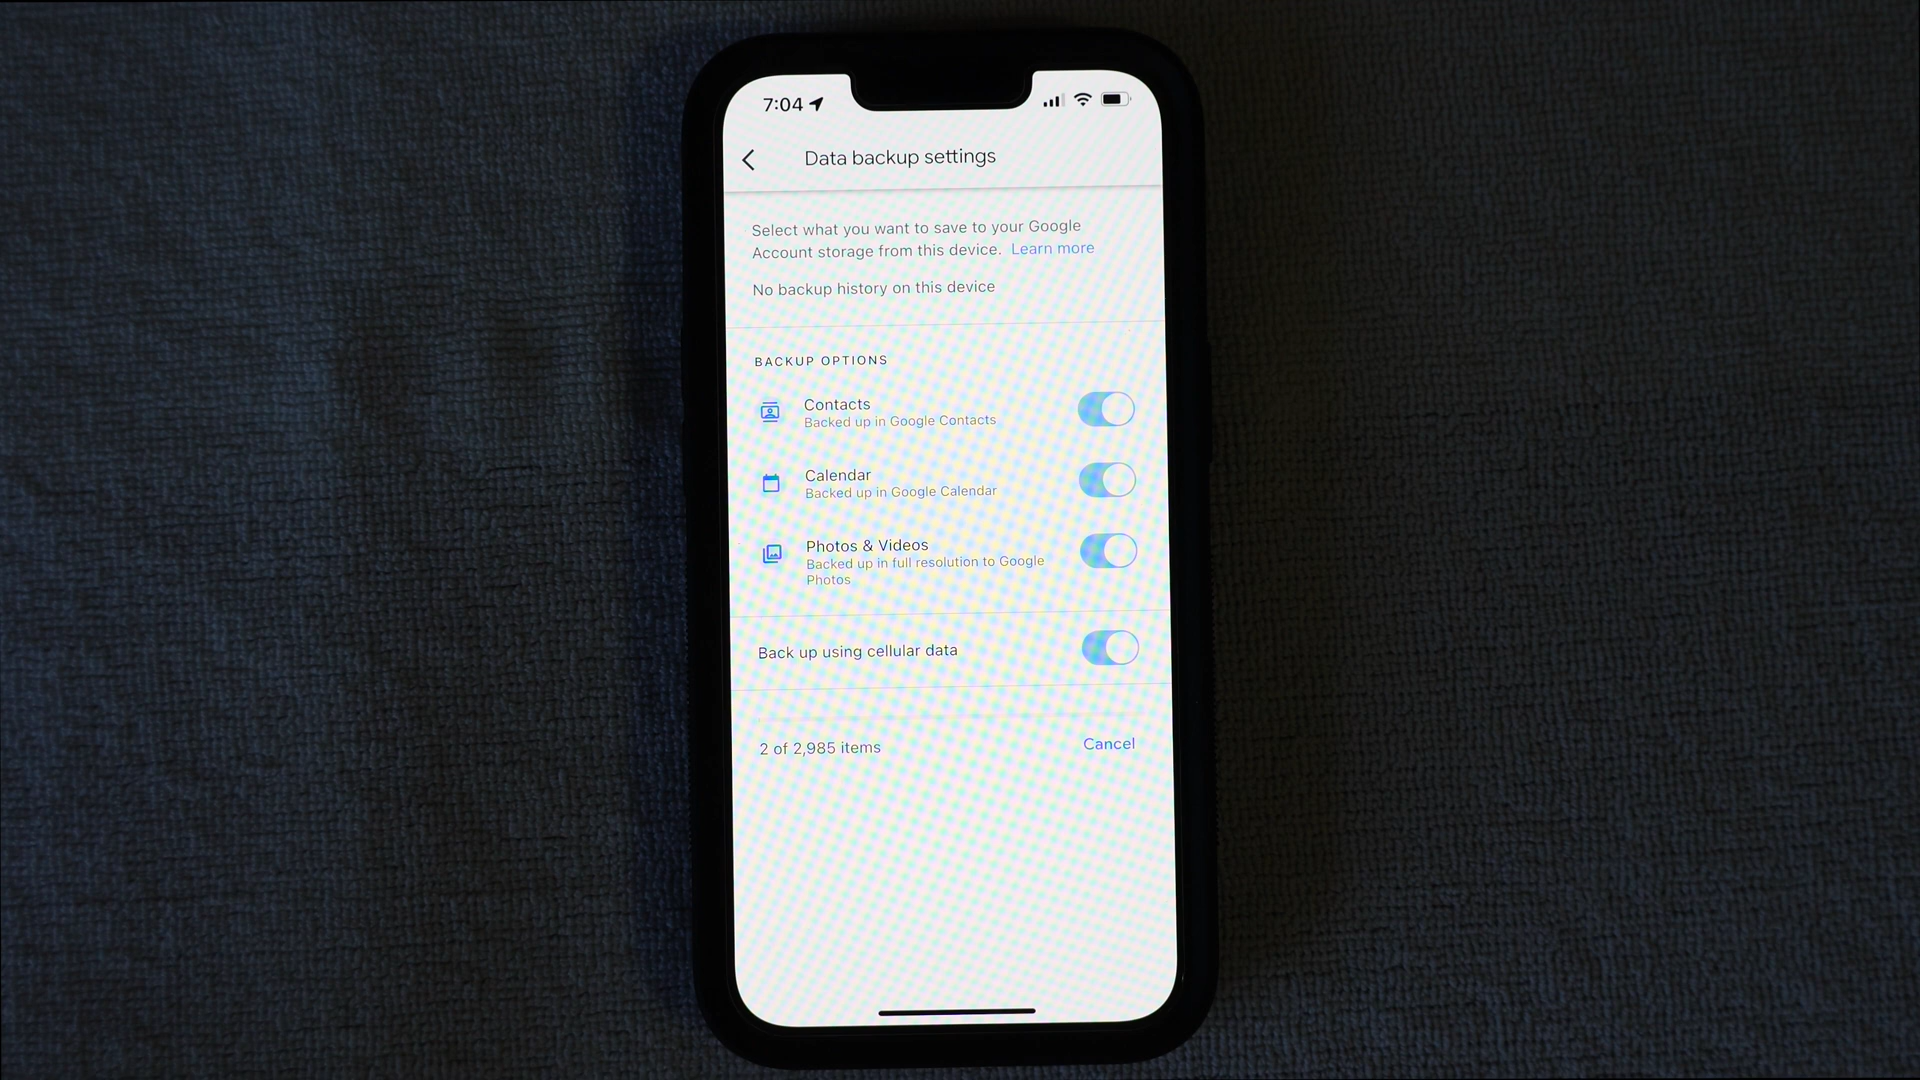 7:04
Data backup settings
Select what you want to save to your Google
Account storage from this device. Learn more
No backup history on this device
BACKUP OPTIONS
Contacts
Backed up in Google Contacts
Calendar
Backed up in Google Calendar
Photos & Videos
Backed up in full resolution to Google
Photos
Back up using cellular data
2 of 2,985 items Cancel